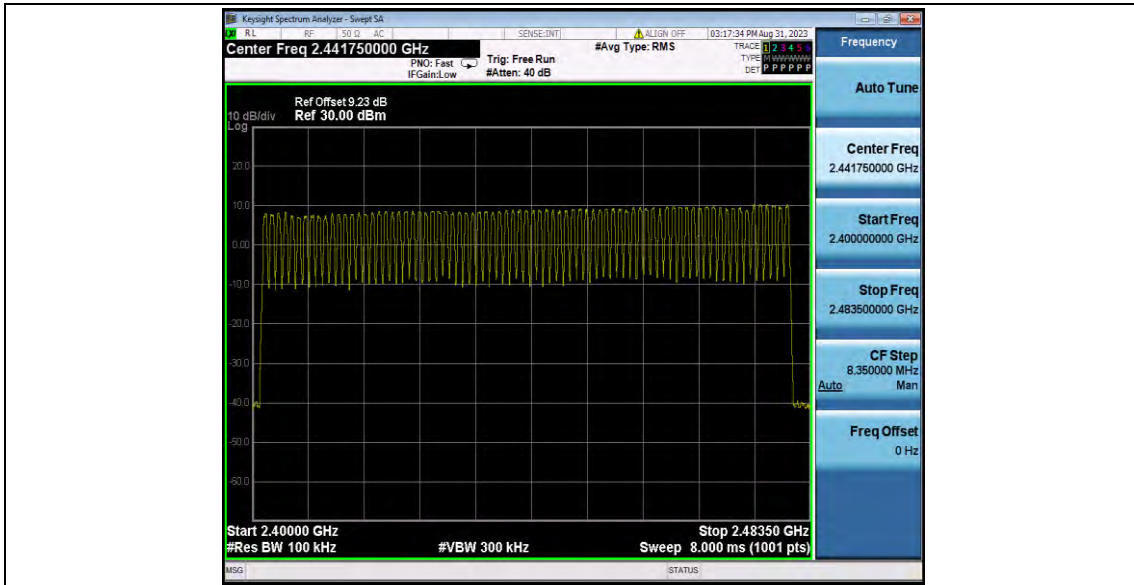 Keysight Spectrum Analyzer - Swept SA
RL RF 50 Ω AC SENSE:INT ALIGN OFF 03:17:34 PM Aug 31, 2023
Center Freq 2.441750000 GHz #Avg Type: RMS TRACE 1 2 3 4 5 6
PNO: Fast Trig: Free Run TYPE M WWWWW
IFGain:Low #Atten: 40 dB DET P P P P P P
Ref Offset 9.23 dB
10 dB/div Ref 30.00 dBm
Log
20.0
10.0
0.00
-10.0
-20.0
-30.0
-40.0
-50.0
-60.0
Start 2.40000 GHz Stop 2.48350 GHz
#Res BW 100 kHz #VBW 300 kHz Sweep 8.000 ms (1001 pts)
MSG STATUS
Frequency
Auto Tune
Center Freq
2.441750000 GHz
Start Freq
2.400000000 GHz
Stop Freq
2.483500000 GHz
CF Step
8.350000 MHz
Auto Man
Freq Offset
0 Hz